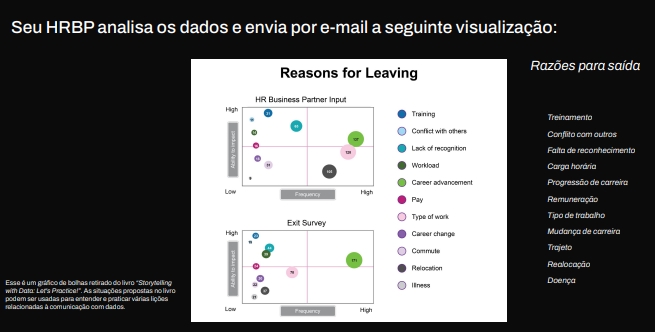 Seu HRBP analisa os dados e envia por e-mail a seguinte visualização:
Razões para saída
Reasons for Leaving
HR Business Partner Input
High
Ability to impact
Low
Frequency
High
Exit Survey
High
Ability to impact
Low
Frequency
High
Training
Conflict with others
Lack of recognition
Workload
Career advancement
Pay
Type of work
Career change
Commute
Relocation
Illness
Treinamento
Conflito com outros
Falta de reconhecimento
Carga horária
Progressão de carreira
Remuneração
Tipo de trabalho
Mudança de carreira
Trajeto
Realocação
Doença
Esse é um gráfico de bolhas retirado do livro "Storytelling
with Data: Let's Practice!". As situações propostas no livro
podem ser usadas para entender e praticar várias lições
relacionadas à comunicação com dados.